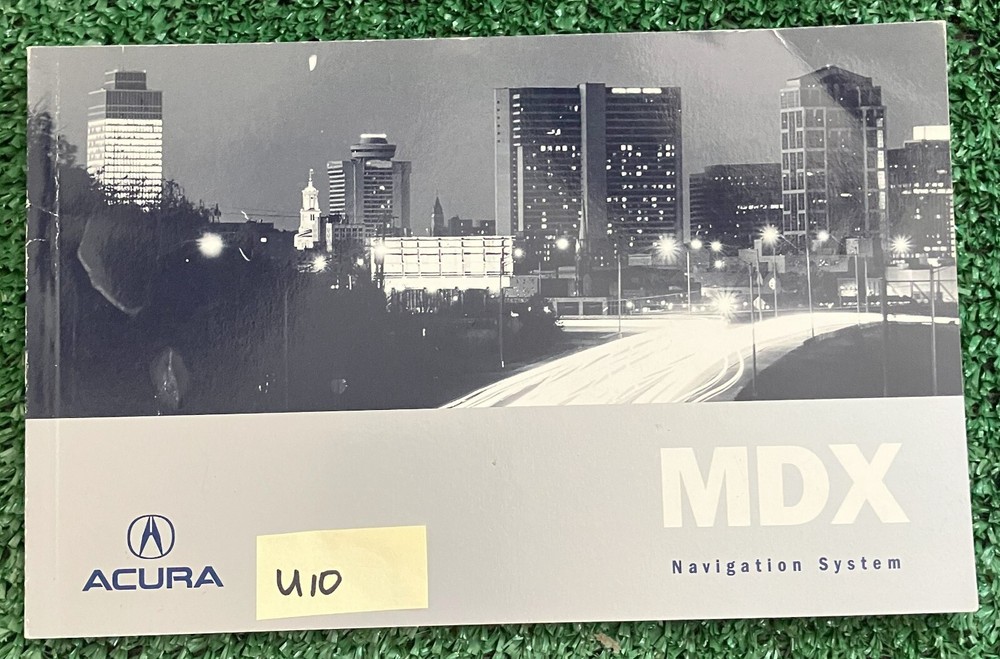 MDX
Navigation System
ACURA
U10